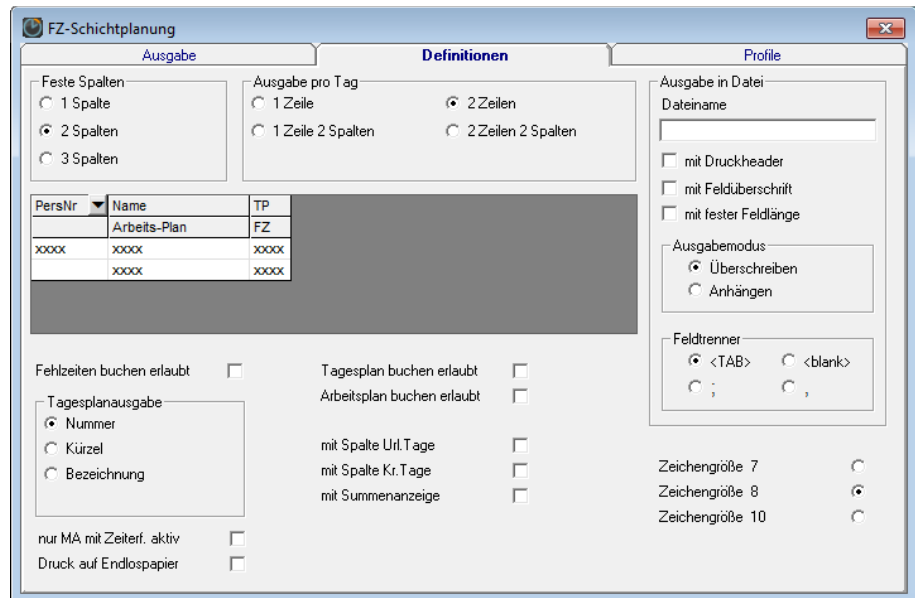 FZ-Schichtplanung
Ausgabe
Definitionen
Profile
Feste Spalten
1 Spalte
2 Spalten
3 Spalten
Ausgabe pro Tag
1 Zeile
2 Zeilen
1 Zeile 2 Spalten
2 Zeilen 2 Spalten
Ausgabe in Datei
Dateiname
mit Druckheader
mit Feldüberschrift
mit fester Feldlänge
Ausgabemodus
Überschreiben
Anhängen
Feldtrenner
<TAB>
<blank>
;
,
PersNr Name TP
Arbeits-Plan FZ
xxxx xxxx xxxx
xxxx xxxx
Fehlzeiten buchen erlaubt
Tagesplanausgabe
Nummer
Kürzel
Bezeichnung
nur MA mit Zeiterf. aktiv
Druck auf Endlospapier
Tagesplan buchen erlaubt
Arbeitsplan buchen erlaubt
mit Spalte Url.Tage
mit Spalte Kr.Tage
mit Summenanzeige
Zeichengröße 7
Zeichengröße 8
Zeichengröße 10